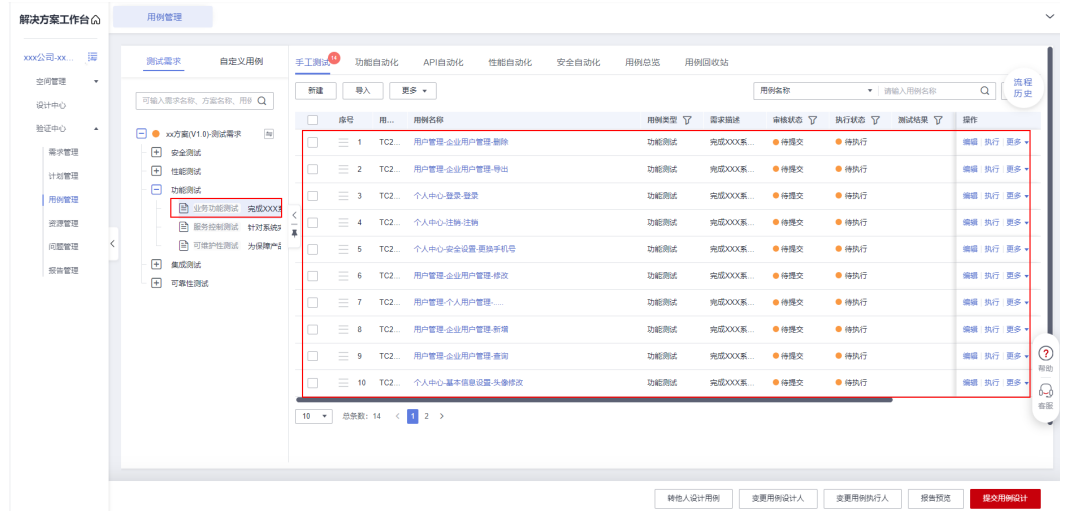 解决方案工作台
用例管理
xxx公司-xx...
空间管理
设计中心
验证中心
需求管理
计划管理
用例管理
资源管理
问题管理
报告管理
测试需求 自定义用例
可输入需求名称、方案名称、用例
xx方案(V1.0)-测试需求
安全测试
性能测试
功能测试
业务功能测试 完成XXX系
服务控制测试 针对系统
可维护性测试 为保障产品
集成测试
可靠性测试
手工测试 14 功能自动化 API自动化 性能自动化 安全自动化 用例总览 用例回收站
新建 导入 更多 用例名称 请输入用例名称
流程
历史
序号 用... 用例名称 用例类型 需求描述 审核状态 执行状态 测试结果 操作
1 TC2... 用户管理-企业用户管理-删除 功能测试 完成XXX系... 待提交 待执行 编辑 执行 更多
2 TC2... 用户管理-企业用户管理-导出 功能测试 完成XXX系... 待提交 待执行 编辑 执行 更多
3 TC2... 个人中心-登录-登录 功能测试 完成XXX系... 待提交 待执行 编辑 执行 更多
4 TC2... 个人中心-注销-注销 功能测试 完成XXX系... 待提交 待执行 编辑 执行 更多
5 TC2... 个人中心-安全设置-更换手机号 功能测试 完成XXX系... 待提交 待执行 编辑 执行 更多
6 TC2... 用户管理-企业用户管理-修改 功能测试 完成XXX系... 待提交 待执行 编辑 执行 更多
7 TC2... 用户管理-个人用户管理-..... 功能测试 完成XXX系... 待提交 待执行 编辑 执行 更多
8 TC2... 用户管理-企业用户管理-新增 功能测试 完成XXX系... 待提交 待执行 编辑 执行 更多
9 TC2... 用户管理-企业用户管理-查询 功能测试 完成XXX系... 待提交 待执行 编辑 执行 更多
10 TC2... 个人中心-基本信息设置-头像修改 功能测试 完成XXX系... 待提交 待执行 编辑 执行 更多
10 总条数: 14 < 1 2 >
帮助
客服
转他人设计用例 变更用例设计人 变更用例执行人 报告预览 提交用例设计